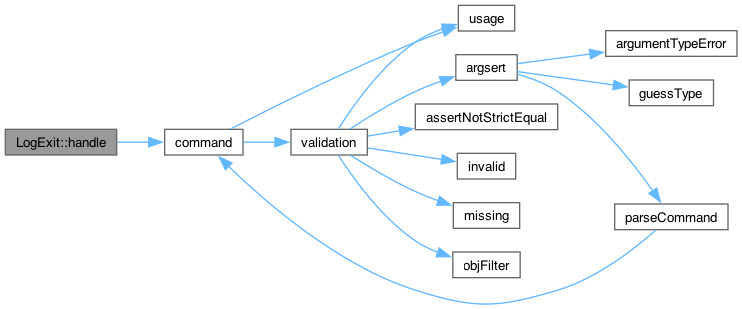 LogExit::handle
command
usage
validation
argsert
assertNotStrictEqual
invalid
missing
objFilter
argumentTypeError
guessType
parseCommand